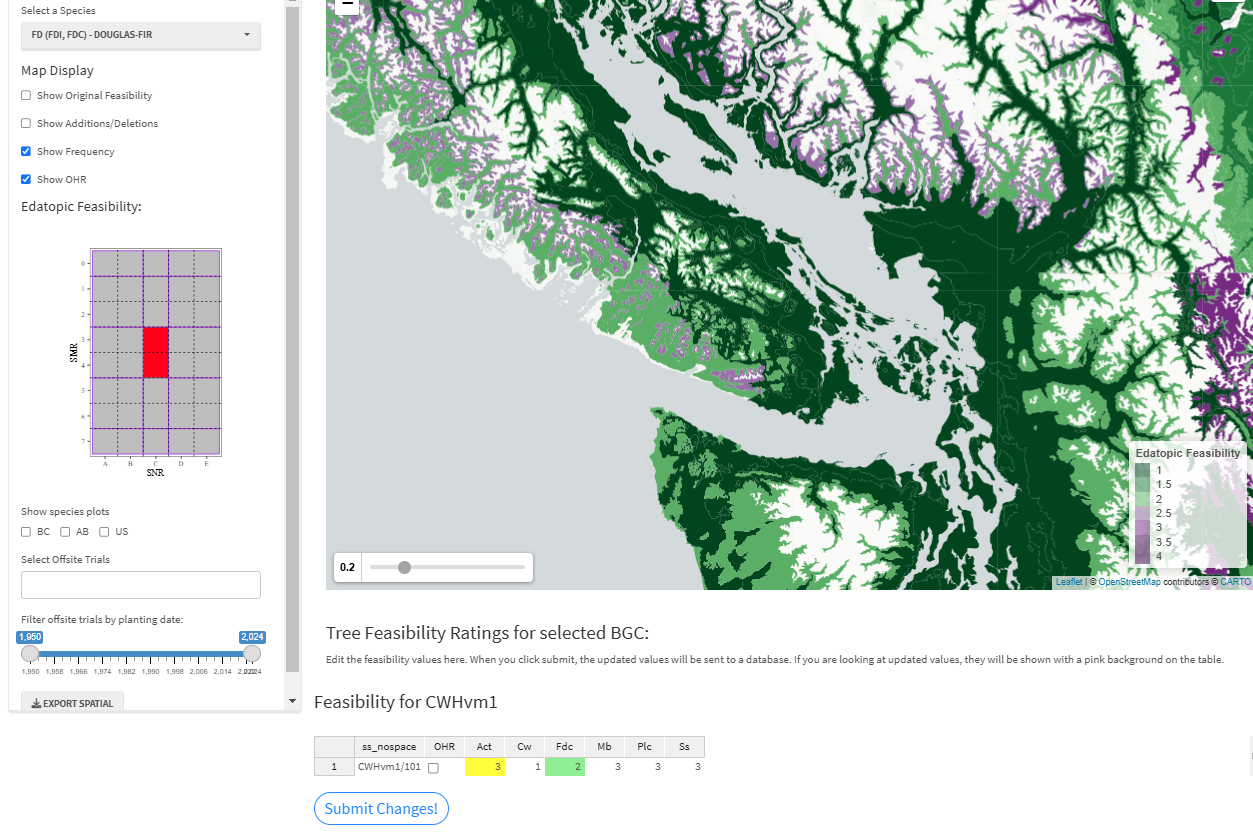 Select a Species
FD (FDI, FDC) - DOUGLAS-FIR
Map Display
Show Original Feasibility
Show Additions/Deletions
Show Frequency
Show OHR
Edatopic Feasibility:
0
1
2
3
4
5
6
7
SMR
A B C D E
SNR
Show species plots
BC AB US
Select Offsite Trials
Filter offsite trials by planting date:
1,950 2,024
1,950 1,958 1,966 1,974 1,982 1,990 1,998 2,006 2,014 2,024
EXPORT SPATIAL
−
0.2
Edatopic Feasibility
1
1.5
2
2.5
3
3.5
4
Leaflet | © OpenStreetMap contributors © CARTO
Tree Feasibility Ratings for selected BGC:
Edit the feasibility values here. When you click submit, the updated values will be sent to a database. If you are looking at updated values, they will be shown with a pink background on the table.
Feasibility for CWHvm1
ss_nospace OHR Act Cw Fdc Mb Plc Ss
1 CWHvm1/101 3 1 2 3 3 3
Submit Changes!